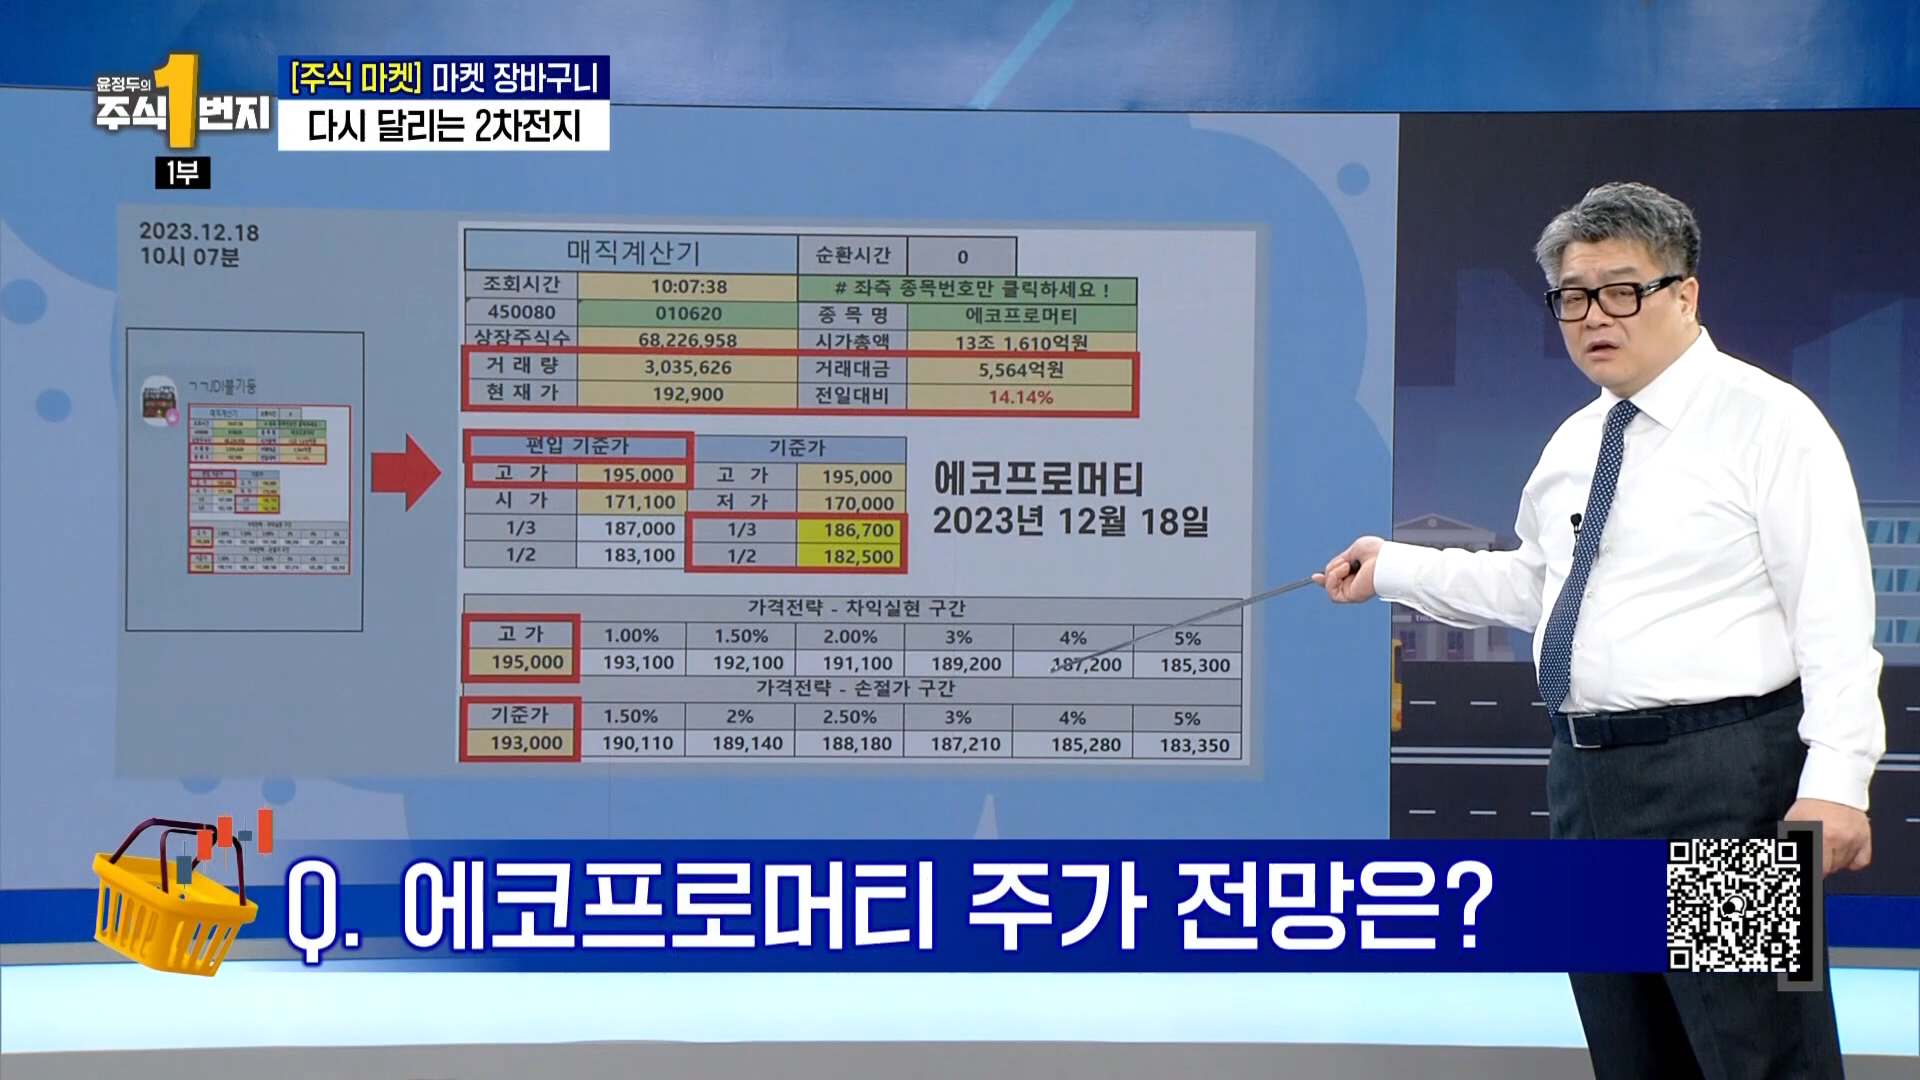 윤정두의
주식1번지
1부
[주식 마켓] 마켓 장바구니
다시 달리는 2차전지
2023.12.18
10시 07분
ㄱㄱJDI불기둥
매직계산기 순환시간 0
조회시간 10:07:38 # 좌측 종목번호만 클릭하세요 !
450080 010620 종 목 명 에코프로머티
상장주식수 68,226,958 시가총액 13조 1,610억원
거 래 량 3,035,626 거래대금 5,564억원
현 재 가 192,900 전일대비 14.14%
편입 기준가 기준가
고 가 195,000 고 가 195,000
시 가 171,100 저 가 170,000
1/3 187,000 1/3 186,700
1/2 183,100 1/2 182,500
에코프로머티
2023년 12월 18일
가격전략 - 차익실현 구간
고 가 1.00% 1.50% 2.00% 3% 4% 5%
195,000 193,100 192,100 191,100 189,200 187,200 185,300
가격전략 - 손절가 구간
기준가 1.50% 2% 2.50% 3% 4% 5%
193,000 190,110 189,140 188,180 187,210 185,280 183,350
Q. 에코프로머티 주가 전망은?